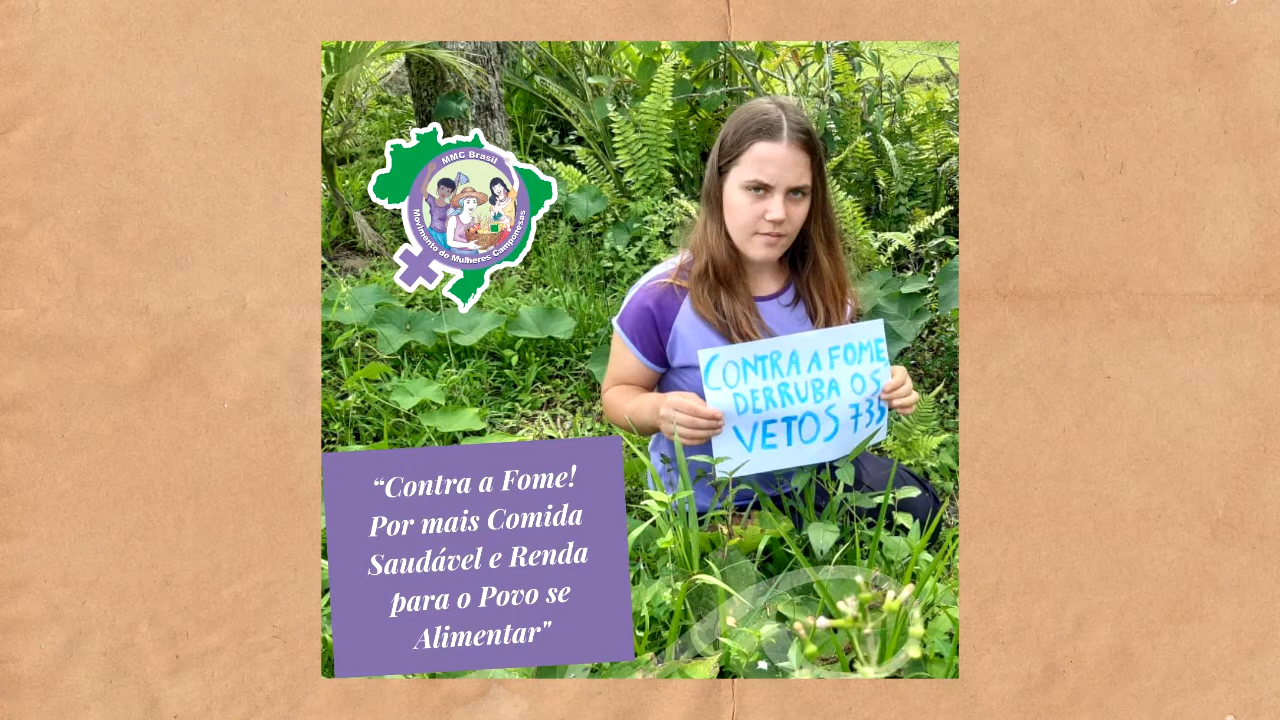 MMC Brasil
Movimento de Mulheres Camponesas
CONTRA A FOME
DERRUBA OS
VETOS 735
“Contra a Fome!
Por mais Comida
Saudável e Renda
para o Povo se
Alimentar"